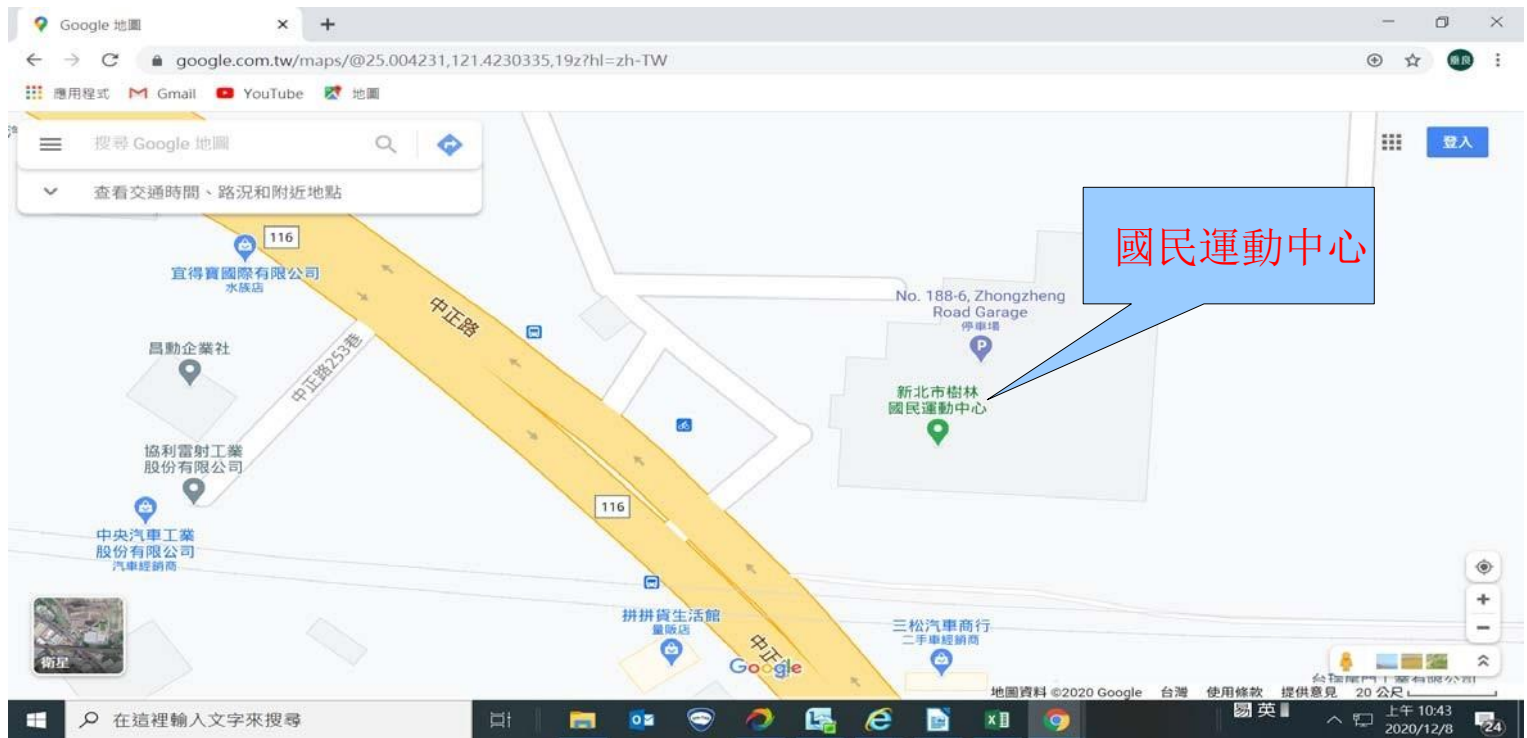 Google 地圖
google.com.tw/maps/@25.004231,121.4230335,19z?hl=zh-TW
應用程式 Gmail YouTube 地圖
搜尋 Google 地圖
登入
查看交通時間、路況和附近地點
國民運動中心
116
宜得寶國際有限公司
水族店
中正路
No. 188-6, Zhongzheng
Road Garage
停車場
P
昌動企業社
中正路253巷
新北市樹林
國民運動中心
協利雷射工業
股份有限公司
116
中央汽車工業
股份有限公司
汽車經銷商
拼拼貨生活館
量販店
中正
三松汽車商行
二手車經銷商
衛星
Google
地圖資料 ©2020 Google 台灣 使用條款 提供意見 20 公尺
在這裡輸入文字來搜尋
易 英
上午 10:43
2020/12/8
24